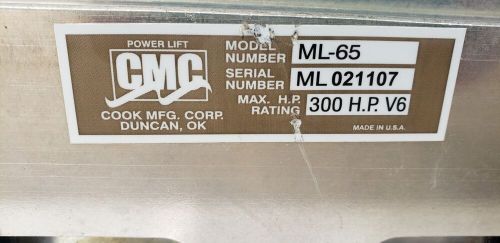 POWER LIFT
CMC
COOK MFG. CORP.
DUNCAN, OK
MODEL NUMBER ML-65
SERIAL NUMBER ML 021107
MAX. H.P. RATING 300 H.P. V6
MADE IN U.S.A.